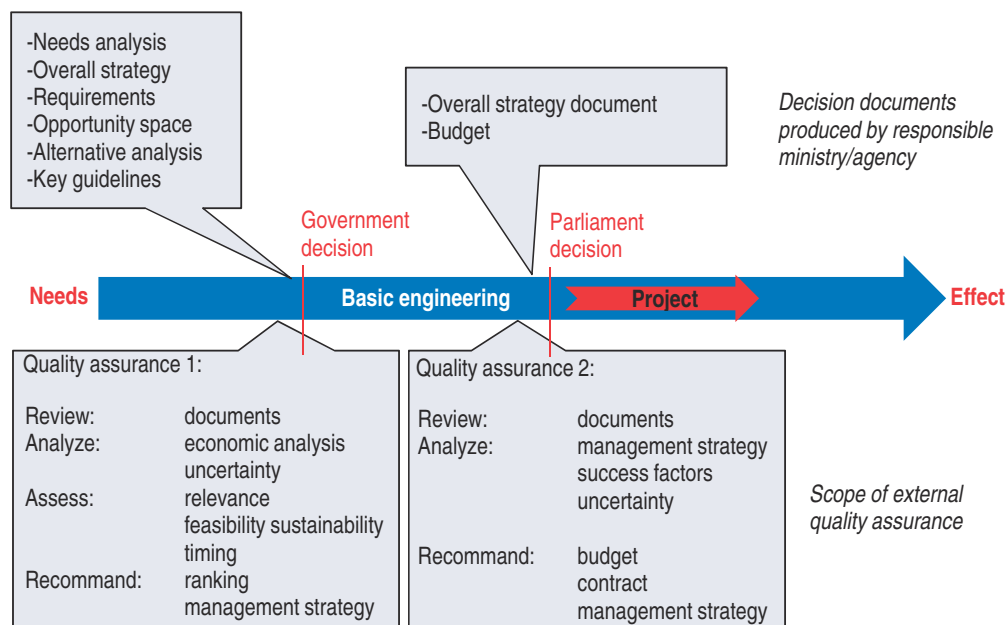 -Needs analysis
-Overall strategy
-Requirements
-Opportunity space
-Alternative analysis
-Key guidelines
-Overall strategy document
-Budget
Decision documents
produced by responsible
ministry/agency
Government
decision
Parliament
decision
Needs
Basic engineering
Project
Effect
Quality assurance 1:
Review: documents
Analyze: economic analysis
uncertainty
Assess: relevance
feasibility sustainability
timing
Recommand: ranking
management strategy
Quality assurance 2:
Review: documents
Analyze: management strategy
success factors
uncertainty
Recommand: budget
contract
management strategy
Scope of external
quality assurance